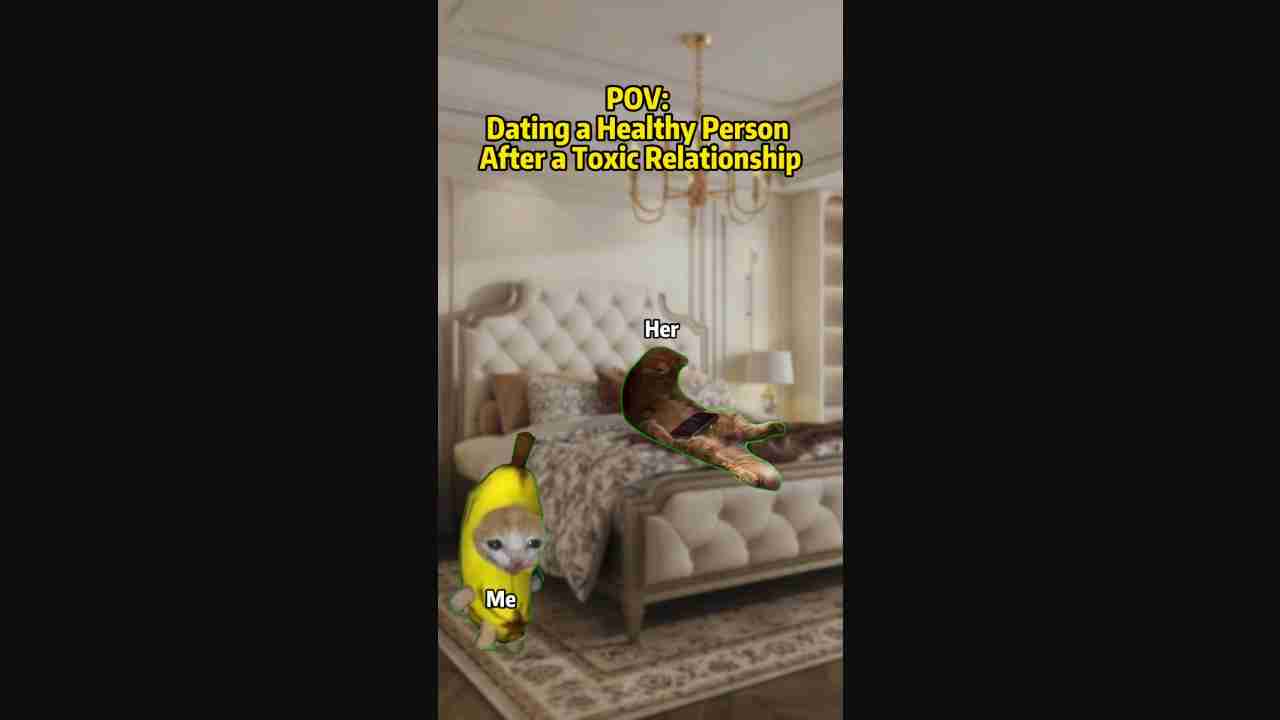 POV:
Dating a Healthy Person
After a Toxic Relationship
Her
Me